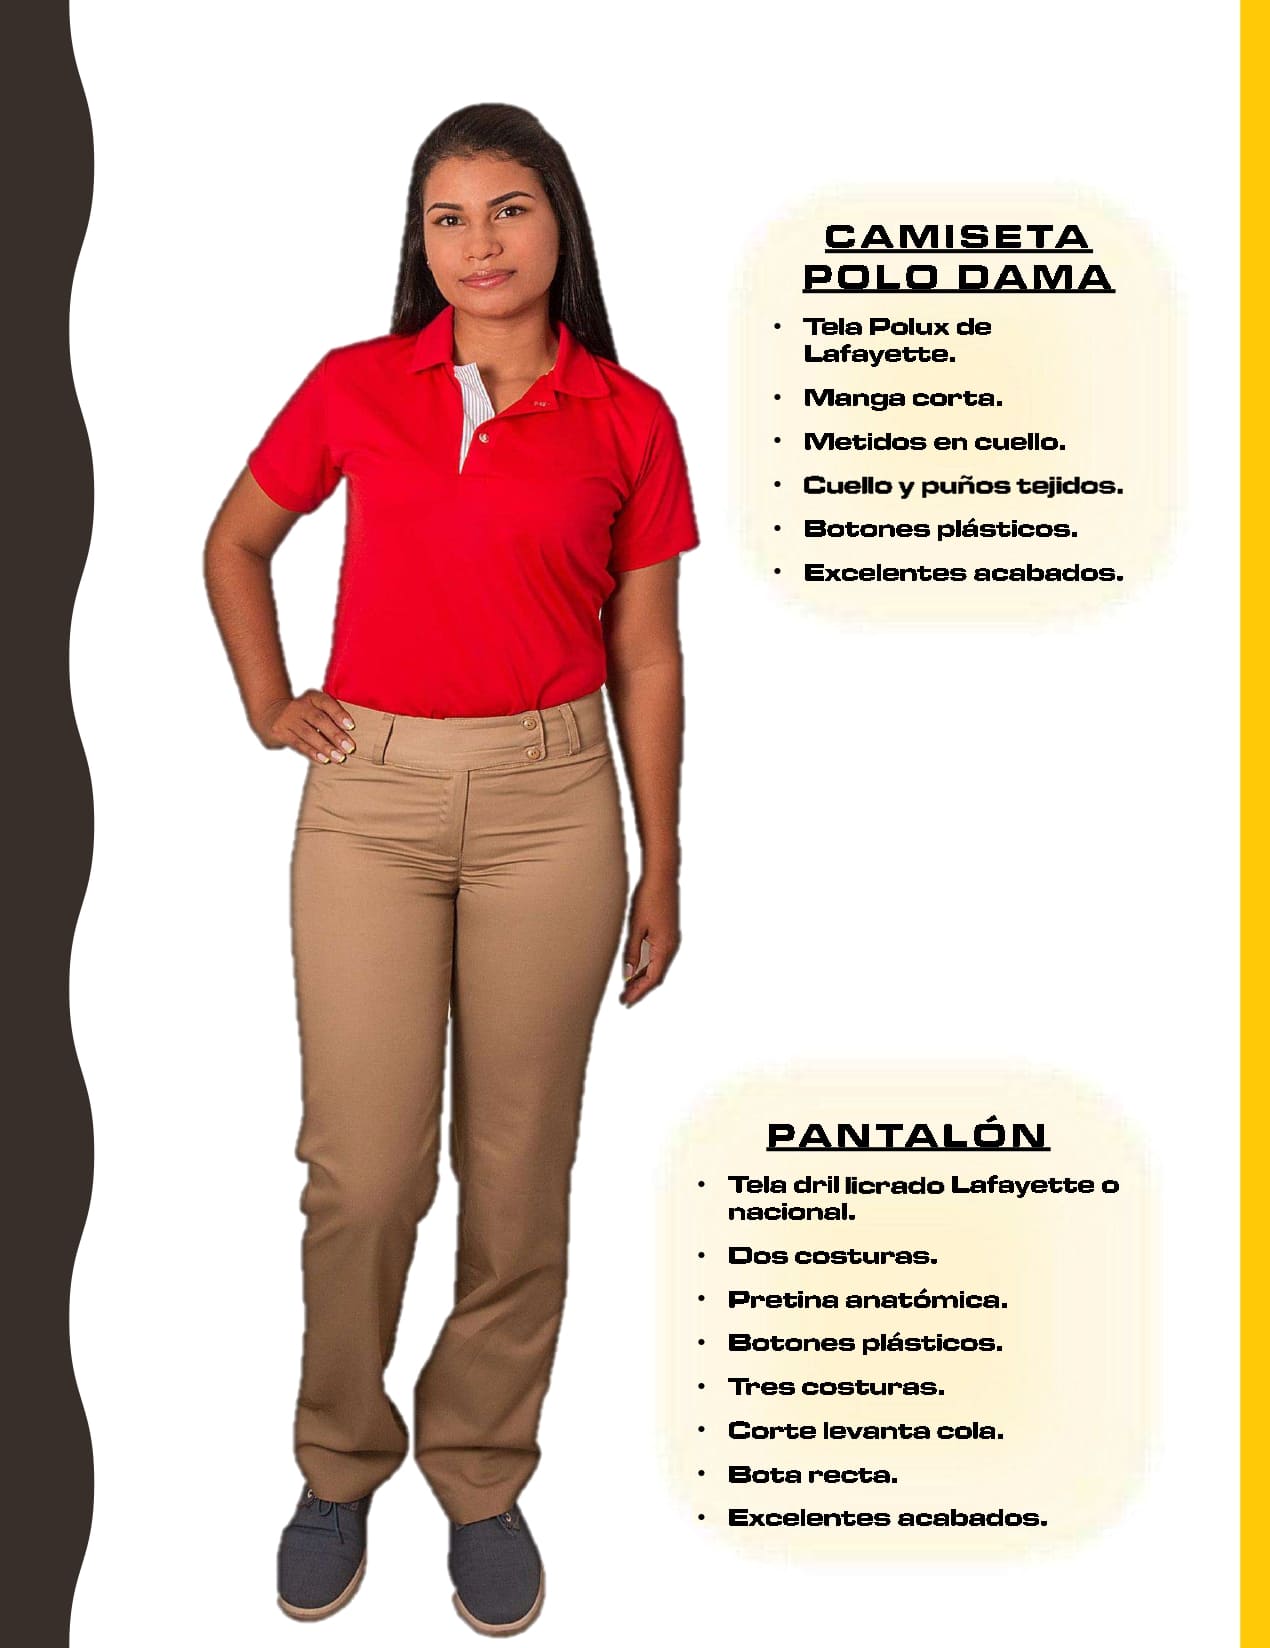 CAMISETA
POLO DAMA
• Tela Polux de
Lafayette.
• Manga corta.
• Metidos en cuello.
• Cuello y puños tejidos.
• Botones plásticos.
• Excelentes acabados.
PANTALÓN
• Tela dril licrado Lafayette o
nacional.
• Dos costuras.
• Pretina anatómica.
• Botones plásticos.
• Tres costuras.
• Corte levanta cola.
• Bota recta.
• Excelentes acabados.